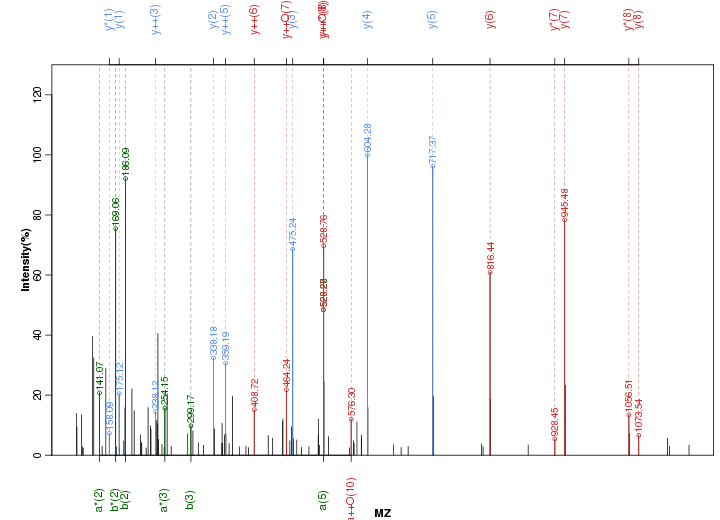 y*(1)
y(1)
y++(3)
y(2)
y++(5)
y++(6)
y++O(7)
y(3)
y(4)
y(5)
y(6)
y*(7)
y(7)
y*(8)
y(8)
Intensity(%)
0
20
40
60
80
100
120
141.07
158.09
169.06
175.12
186.09
239.12
254.15
299.17
338.18
359.19
408.72
464.24
475.24
528.76
576.30
604.28
717.37
816.44
928.45
945.48
1056.51
1073.54
a*(2)
b*(2)
b(2)
a*(3)
b(3)
a(5)
a++O(10)
MZ